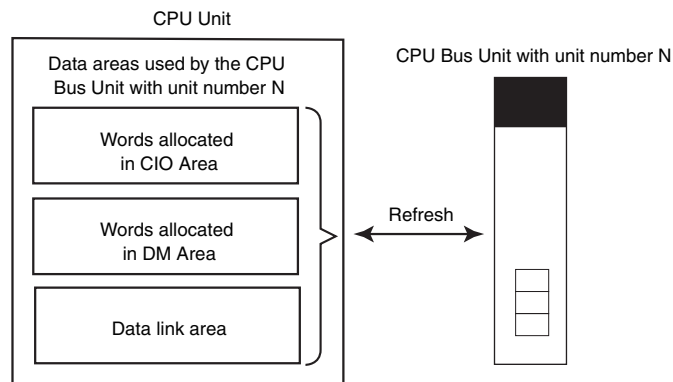 CPU Unit
Data areas used by the CPU
Bus Unit with unit number N
Words allocated
in CIO Area
Words allocated
in DM Area
Data link area
Refresh
CPU Bus Unit with unit number N